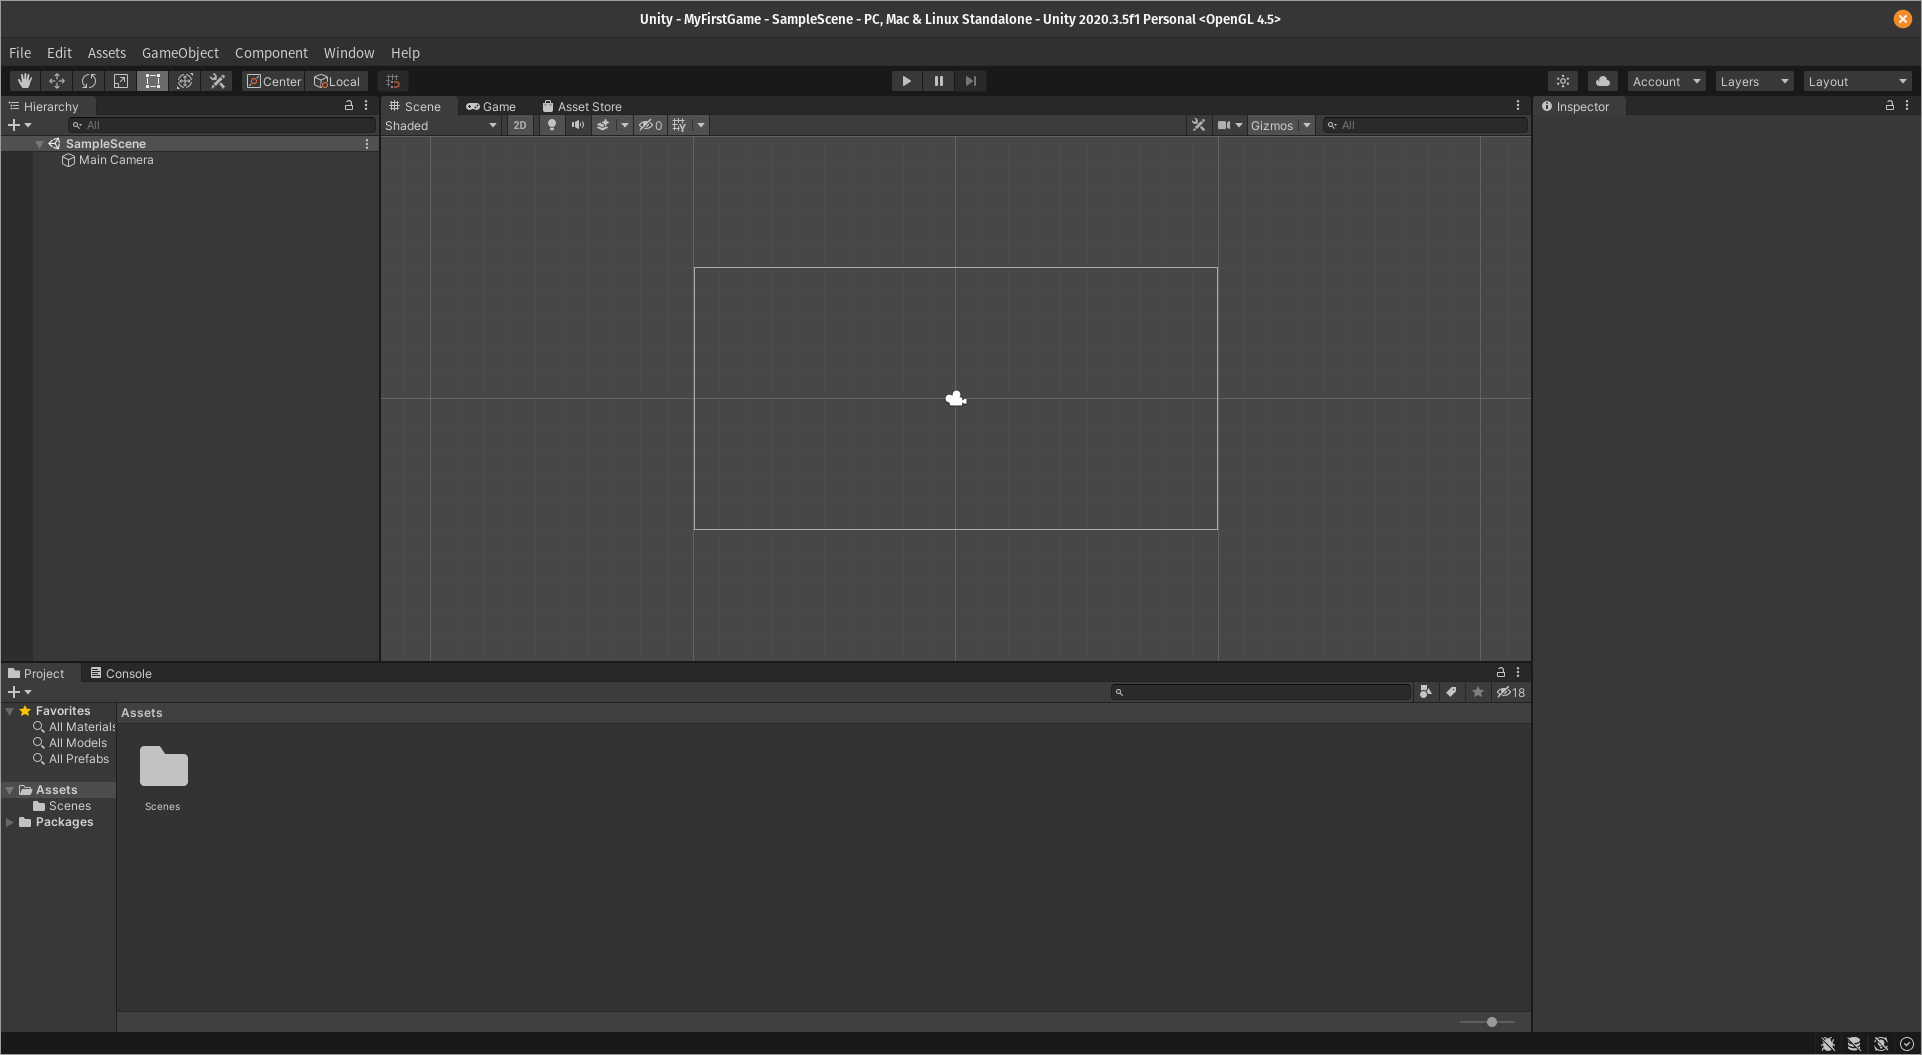 Unity - MyFirstGame - SampleScene - PC, Mac & Linux Standalone - Unity 2020.3.5f1 Personal <OpenGL 4.5>
File Edit Assets GameObject Component Window Help
Center Local Account Layers Layout
Hierarchy Scene Game Asset Store Inspector
All Shaded 2D 0 Gizmos All
SampleScene
Main Camera
Project Console
18
Favorites Assets
All Materials
All Models
All Prefabs
Assets
Scenes Scenes
Packages